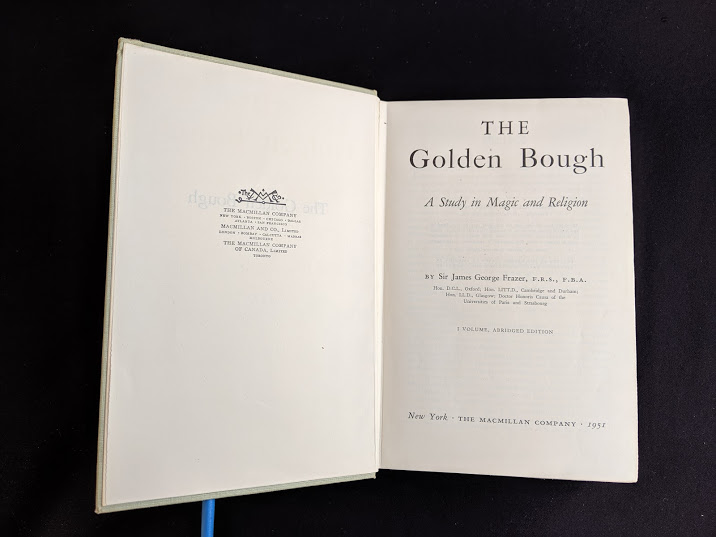 The
THE MACMILLAN COMPANY
NEW YORK · BOSTON · CHICAGO · DALLAS
ATLANTA · SAN FRANCISCO
MACMILLAN AND CO., LIMITED
LONDON · BOMBAY · CALCUTTA · MADRAS
MELBOURNE
THE MACMILLAN COMPANY
OF CANADA, LIMITED
TORONTO
THE
Golden Bough
A Study in Magic and Religion
BY Sir James George Frazer, F.R.S., F.B.A.
Hon. D.C.L., Oxford; Hon. LITT.D., Cambridge and Durham;
Hon. LL.D., Glasgow; Doctor Honoris Causa of the
Universities of Paris and Strasbourg
I VOLUME, ABRIDGED EDITION
New York · THE MACMILLAN COMPANY · 1951